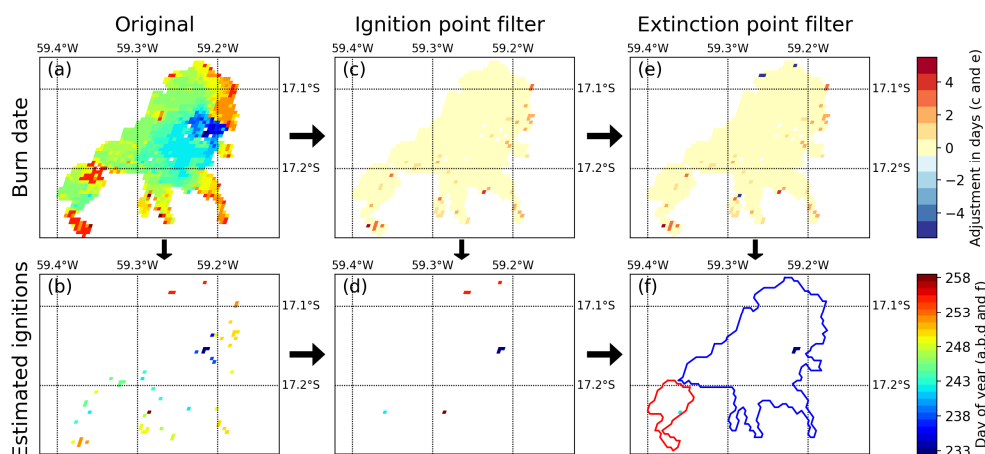 Original
Ignition point filter
Extinction point filter
59.4°W 59.3°W 59.2°W
59.4°W 59.3°W 59.2°W
59.4°W 59.3°W 59.2°W
Burn date
(a)
17.1°S
17.2°S
(c)
17.1°S
17.2°S
(e)
17.1°S
17.2°S
4
2
0
−2
−4
Adjustment in days (c and e)
59.4°W 59.3°W 59.2°W
59.4°W 59.3°W 59.2°W
59.4°W 59.3°W 59.2°W
Estimated ignitions
(b)
17.1°S
17.2°S
(d)
17.1°S
17.2°S
(f)
17.1°S
17.2°S
258
253
248
243
238
233
Day of year (a,b,d and f)